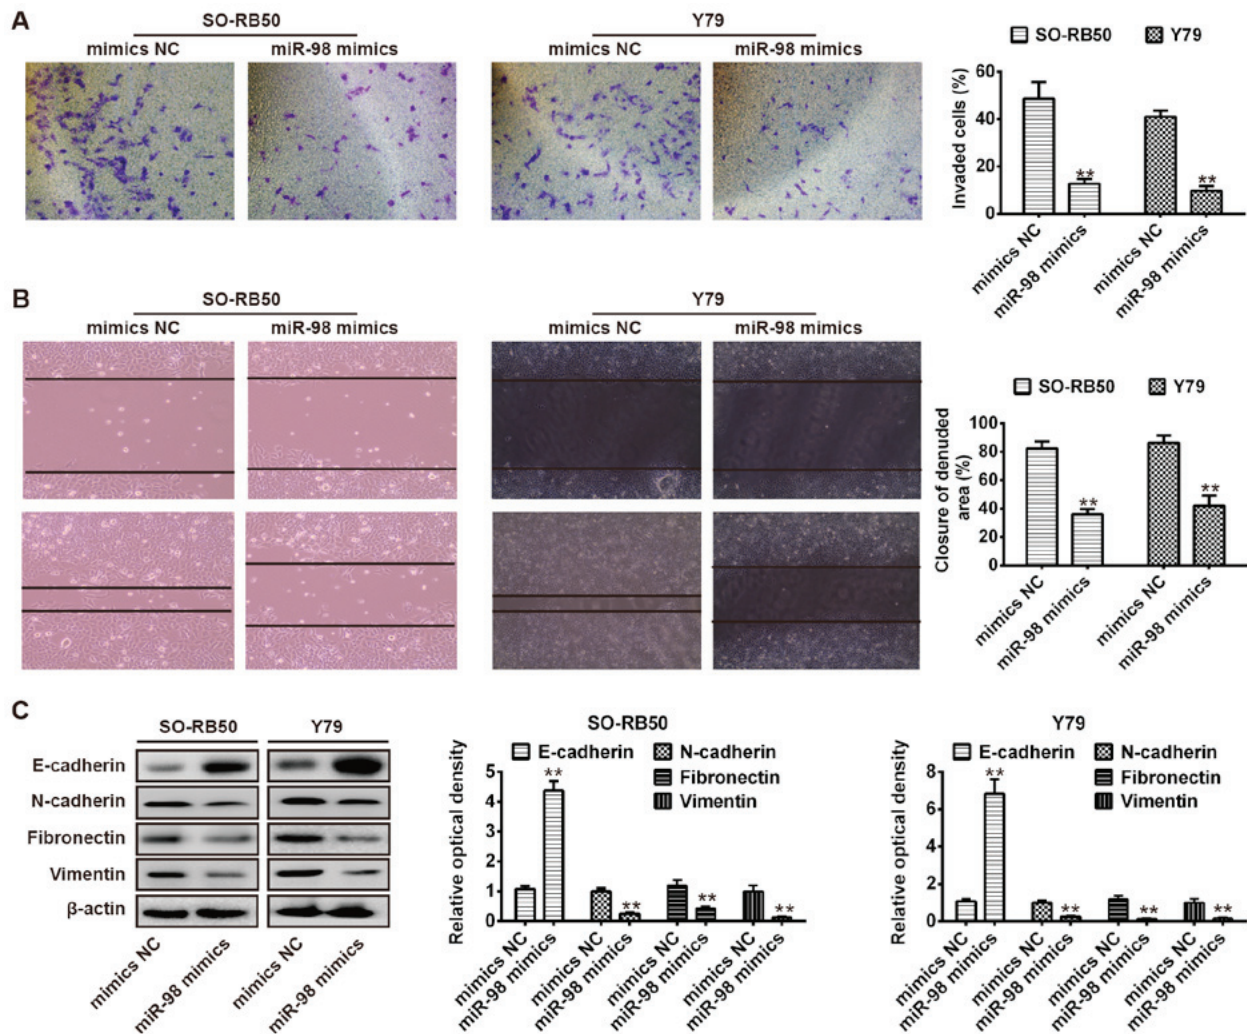 A
SO-RB50
Y79
mimics NC
miR-98 mimics
mimics NC
miR-98 mimics
SO-RB50
Y79
Invaded cells (%)
60
40
20
0
**
**
mimics NC
miR-98 mimics
mimics NC
miR-98 mimics
B
SO-RB50
Y79
mimics NC
miR-98 mimics
mimics NC
miR-98 mimics
SO-RB50
Y79
Closure of denuded
area (%)
100
80
60
40
20
0
**
**
mimics NC
miR-98 mimics
mimics NC
miR-98 mimics
C
SO-RB50
Y79
E-cadherin
N-cadherin
Fibronectin
Vimentin
β-actin
mimics NC
miR-98 mimics
mimics NC
miR-98 mimics
SO-RB50
E-cadherin
N-cadherin
Fibronectin
Vimentin
Relative optical density
5
4
3
2
1
0
**
**
**
**
mimics NC
miR-98 mimics
mimics NC
miR-98 mimics
mimics NC
miR-98 mimics
mimics NC
miR-98 mimics
Y79
E-cadherin
N-cadherin
Fibronectin
Vimentin
Relative optical density
8
6
4
2
0
**
**
**
**
mimics NC
miR-98 mimics
mimics NC
miR-98 mimics
mimics NC
miR-98 mimics
mimics NC
miR-98 mimics